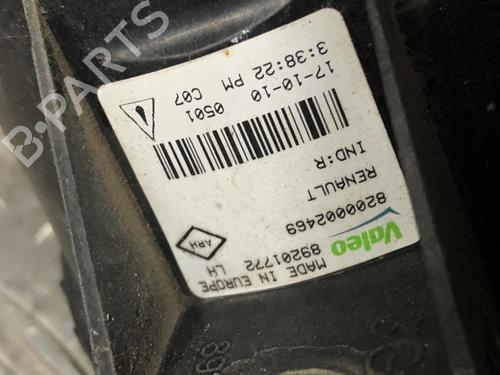 Valeo
MADE IN EUROPE
89201772 LH
8200002469
RENAULT
IND:R
ARH
17-10-10 0501
3:38:22 PM C07
B-PARTS